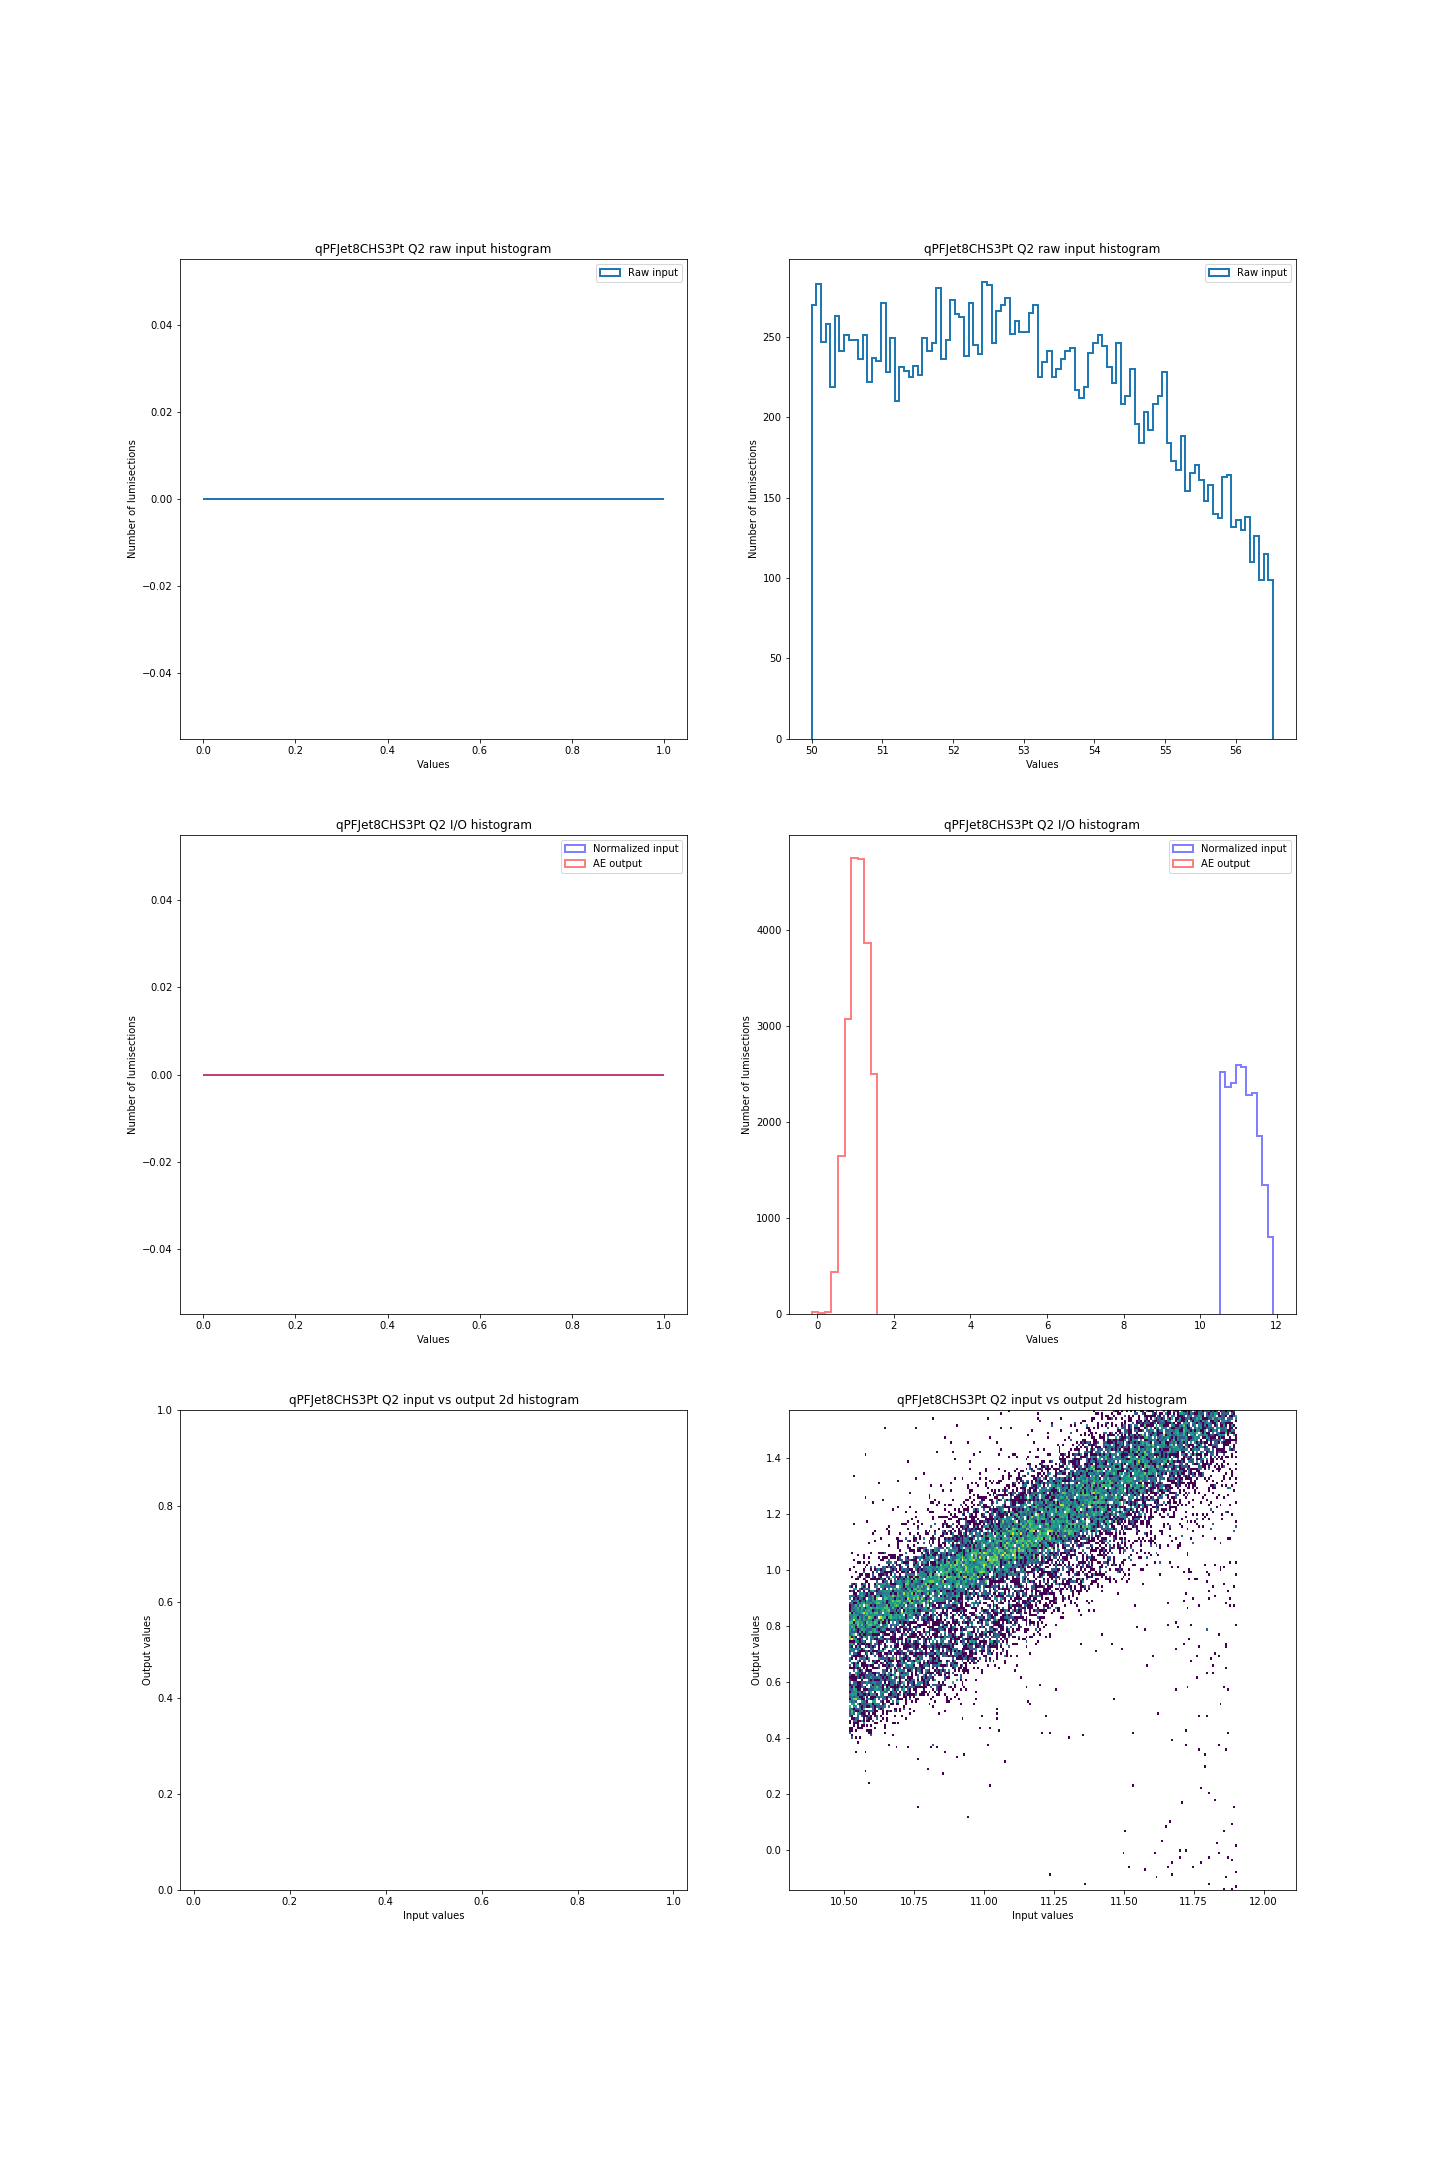 qPFJet8CHS3Pt Q2 raw input histogram
Raw input
0.04
0.02
0.00
−0.02
−0.04
Number of lumisections
0.0 0.2 0.4 0.6 0.8 1.0
Values
qPFJet8CHS3Pt Q2 raw input histogram
Raw input
250
200
150
100
50
0
Number of lumisections
50 51 52 53 54 55 56
Values
qPFJet8CHS3Pt Q2 I/O histogram
Normalized input
AE output
0.04
0.02
0.00
−0.02
−0.04
Number of lumisections
0.0 0.2 0.4 0.6 0.8 1.0
Values
qPFJet8CHS3Pt Q2 I/O histogram
Normalized input
AE output
4000
3000
2000
1000
0
Number of lumisections
0 2 4 6 8 10 12
Values
qPFJet8CHS3Pt Q2 input vs output 2d histogram
1.0
0.8
0.6
0.4
0.2
0.0
Output values
0.0 0.2 0.4 0.6 0.8 1.0
Input values
qPFJet8CHS3Pt Q2 input vs output 2d histogram
1.4
1.2
1.0
0.8
0.6
0.4
0.2
0.0
Output values
10.50 10.75 11.00 11.25 11.50 11.75 12.00
Input values